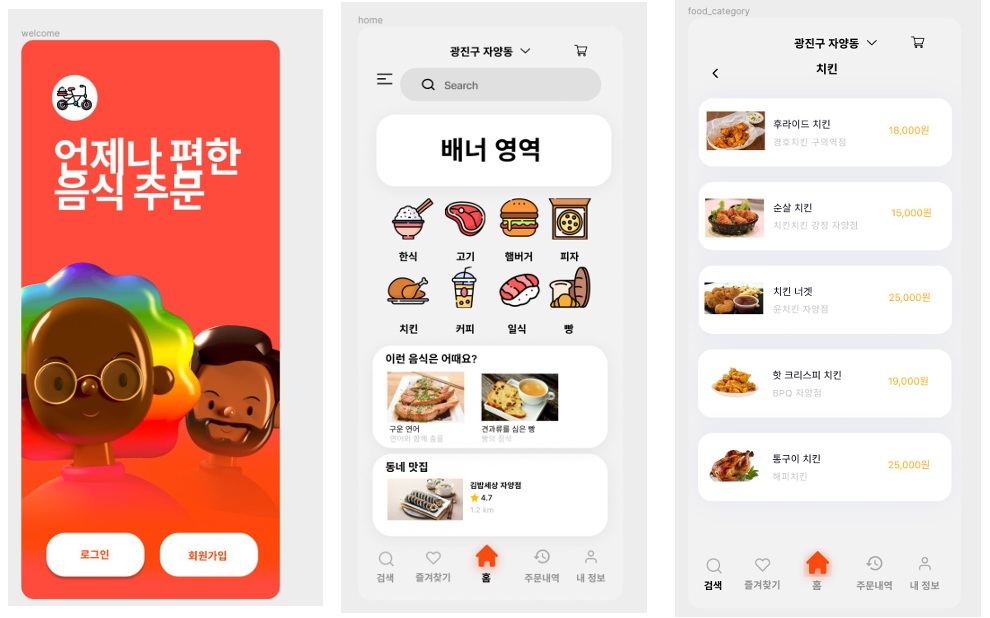 welcome
언제나 편한
음식 주문
로그인
회원가입
home
광진구 자양동
Search
배너 영역
한식
고기
햄버거
피자
치킨
커피
일식
빵
이런 음식은 어때요?
구운 연어
연어와 함께 춤을
견과류를 심은 빵
빵의 정석
동네 맛집
김밥세상 자양점
4.7
1.2 km
검색
즐겨찾기
홈
주문내역
내 정보
food_category
광진구 자양동
치킨
후라이드 치킨
경호치킨 구의역점
18,000원
순살 치킨
치킨치킨 강정 자양점
15,000원
치킨 너겟
윤치킨 자양점
25,000원
핫 크리스피 치킨
BPQ 자양점
19,000원
통구이 치킨
해피치킨
25,000원
검색
즐겨찾기
홈
주문내역
내 정보